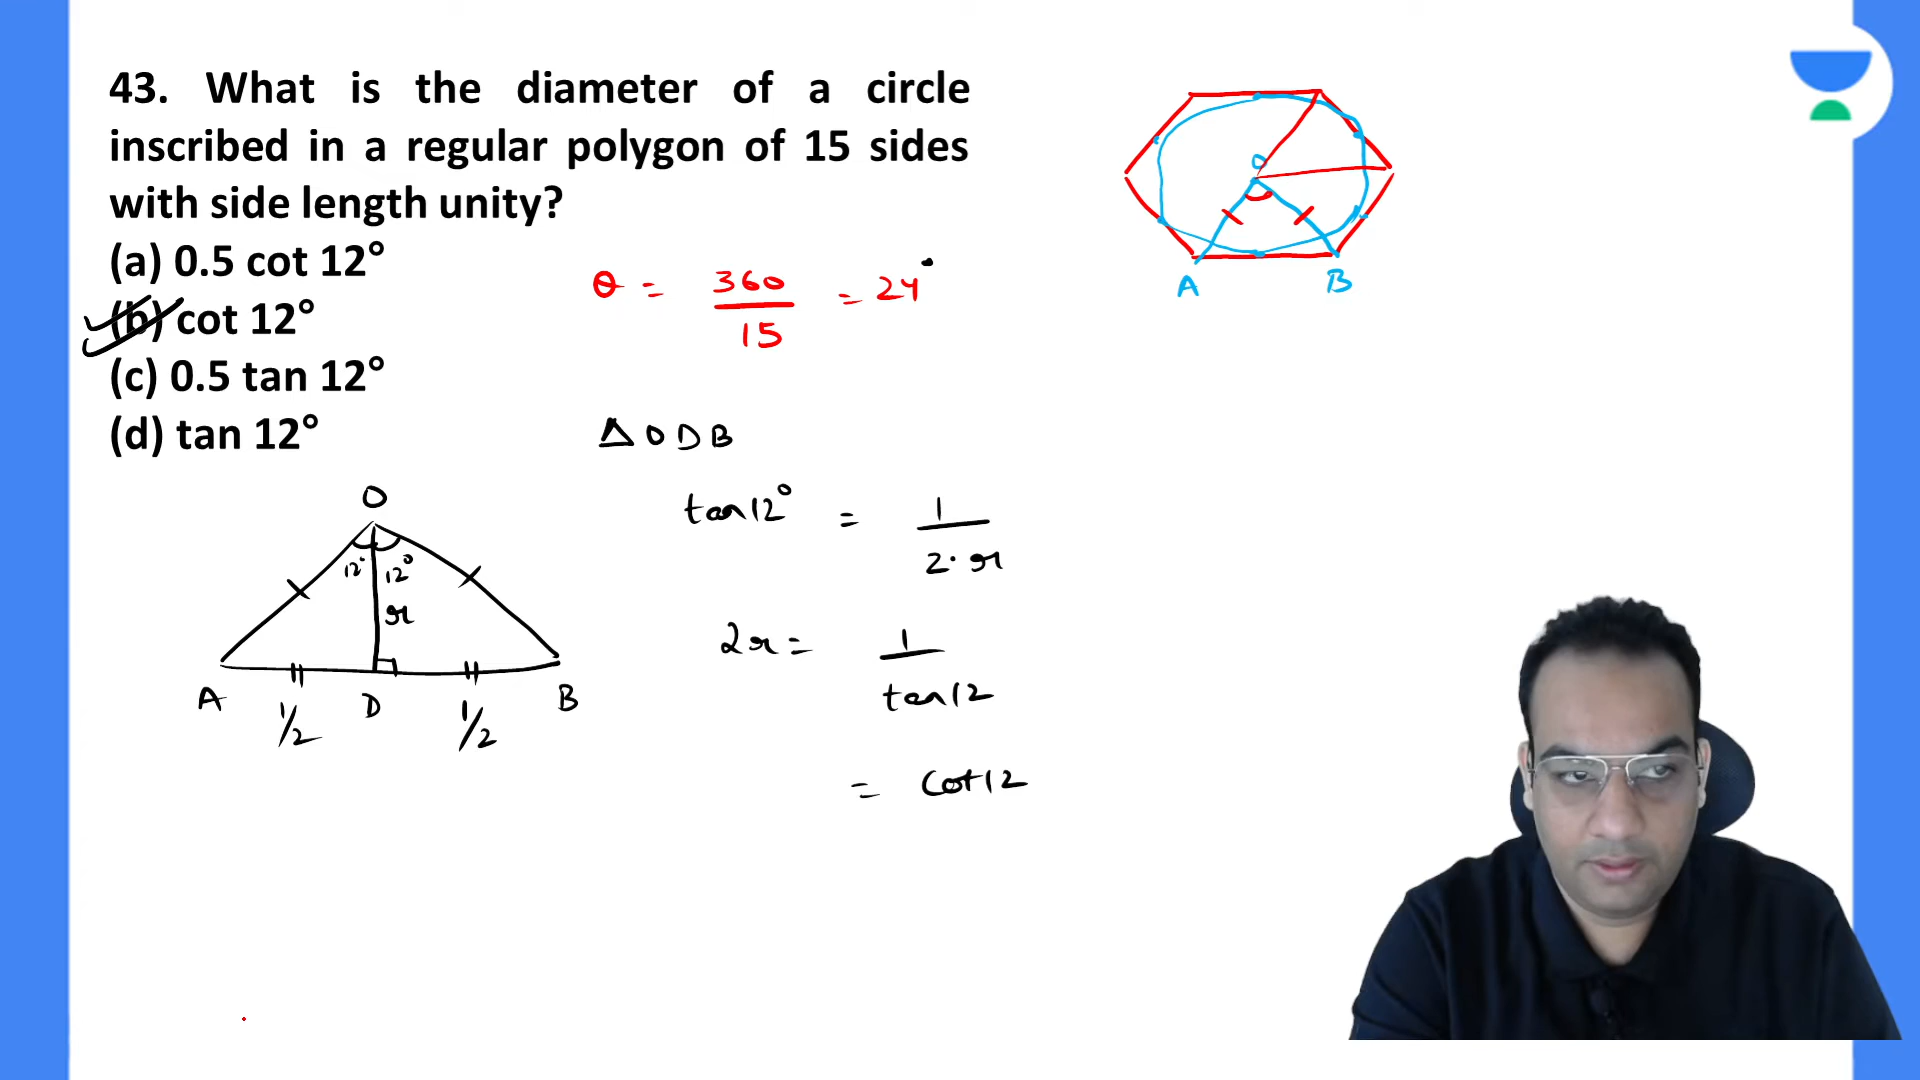 43. What is the diameter of a circle
inscribed in a regular polygon of 15 sides
with side length unity?
(a) 0.5 cot 12°
(b) cot 12°
(c) 0.5 tan 12°
(d) tan 12°
θ = 360/15 = 24°
O
A B
△ODB
tan12° = 1/2·r
2r = 1/tan12
= cot12
O
12° 12°
r
A D B
1/2 1/2